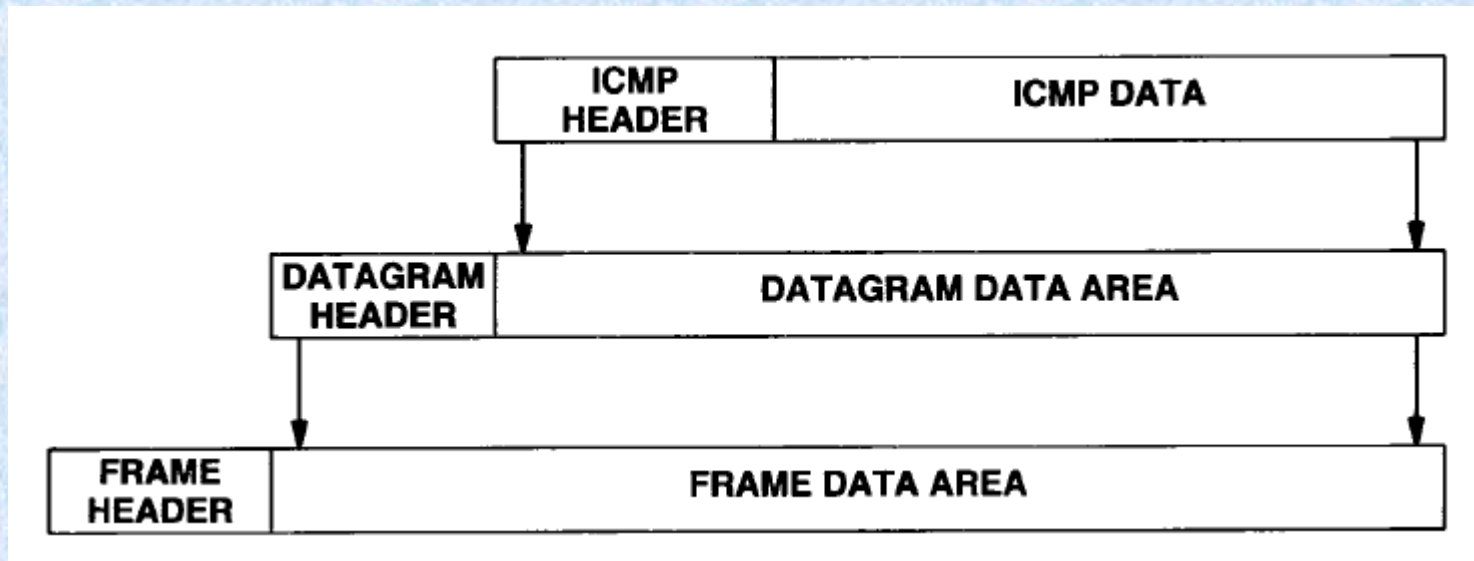 ICMP
HEADER
ICMP DATA
DATAGRAM
HEADER
DATAGRAM DATA AREA
FRAME
HEADER
FRAME DATA AREA